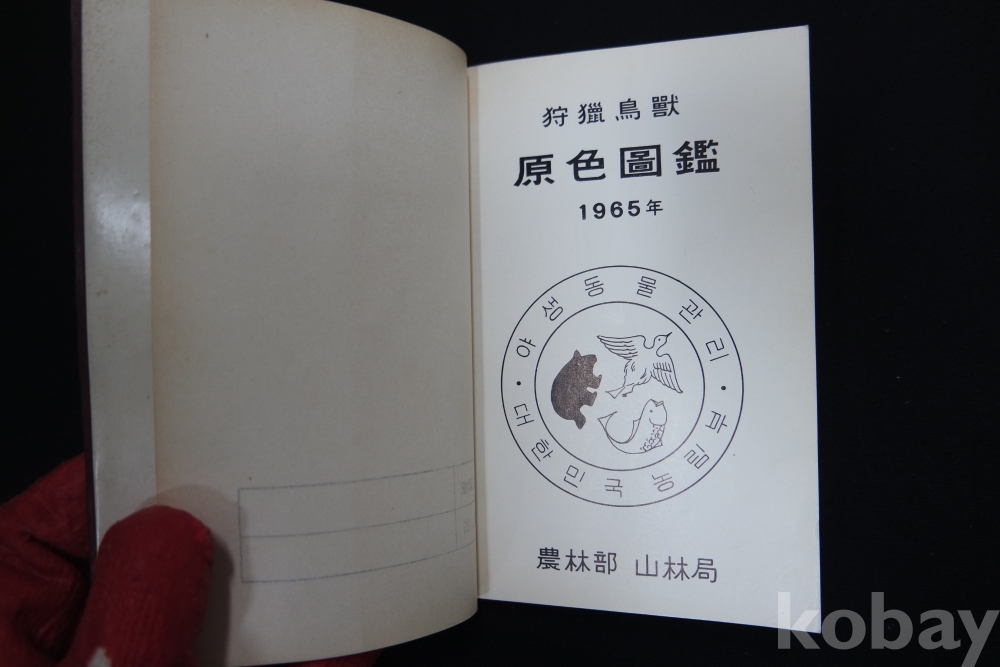 狩獵鳥獸
原色圖鑑
1965年
야생동물관리
대한민국농림부
農林部 山林局
kobay